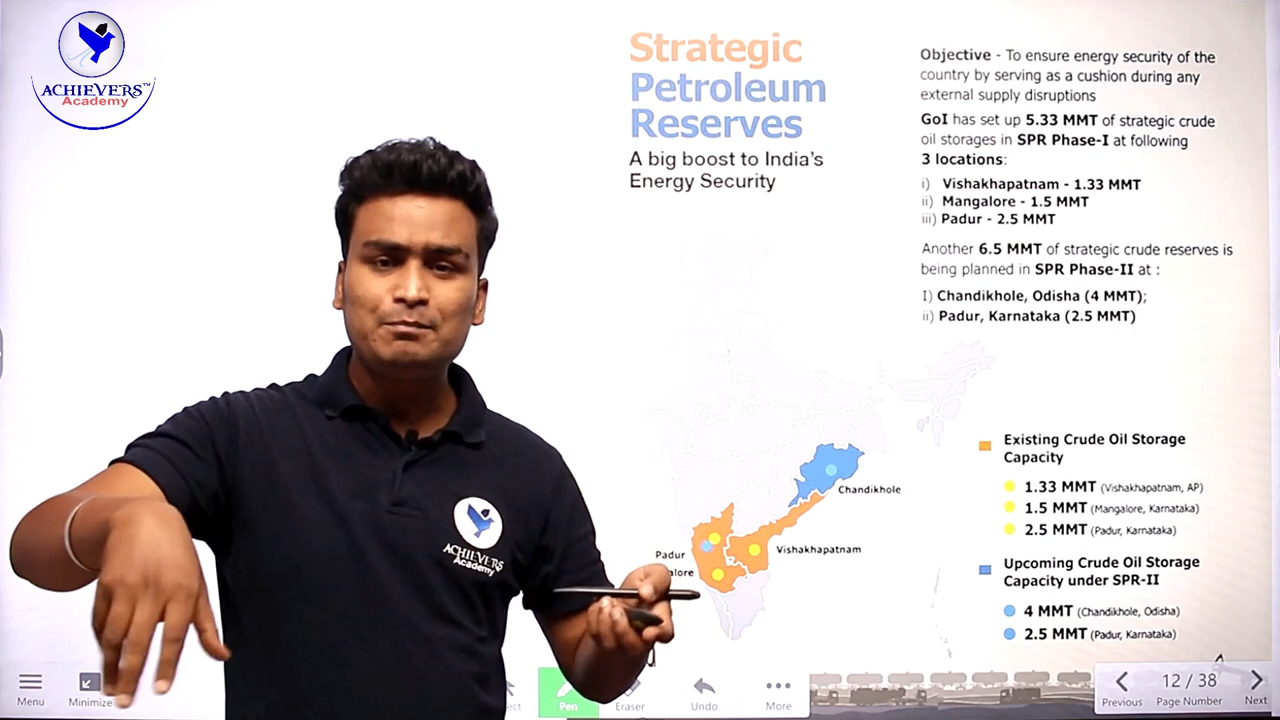 ACHIEVERS™
Academy
Strategic
Petroleum
Reserves
A big boost to India's
Energy Security
Objective - To ensure energy security of the
country by serving as a cushion during any
external supply disruptions
GoI has set up 5.33 MMT of strategic crude
oil storages in SPR Phase-I at following
3 locations:
i) Vishakhapatnam - 1.33 MMT
ii) Mangalore - 1.5 MMT
iii) Padur - 2.5 MMT
Another 6.5 MMT of strategic crude reserves is
being planned in SPR Phase-II at :
I) Chandikhole, Odisha (4 MMT);
ii) Padur, Karnataka (2.5 MMT)
Chandikhole
Vishakhapatnam
Padur
alore
Existing Crude Oil Storage
Capacity
1.33 MMT (Vishakhapatnam, AP)
1.5 MMT (Mangalore, Karnataka)
2.5 MMT (Padur, Karnataka)
Upcoming Crude Oil Storage
Capacity under SPR-II
4 MMT (Chandikhole, Odisha)
2.5 MMT (Padur, Karnataka)
ACHIEVERS
Academy
Menu
Minimize
ect
Pen
Eraser
Undo
More
Previous
12 / 38
Page Number
Next